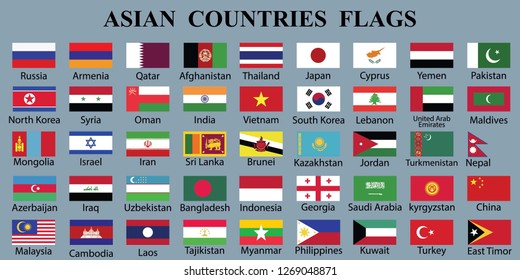 ASIAN COUNTRIES FLAGS
Russia Armenia Qatar Afghanistan Thailand Japan Cyprus Yemen Pakistan
North Korea Syria Oman India Vietnam South Korea Lebanon United Arab Emirates Maldives
Mongolia Israel Iran Sri Lanka Brunei Kazakhstan Jordan Turkmenistan Nepal
Azerbaijan Iraq Uzbekistan Bangladesh Indonesia Georgia Saudi Arabia kyrgyzstan China
Malaysia Cambodia Laos Tajikistan Myanmar Philippines Kuwait Turkey East Timor
shutterstock.com · 1269048871